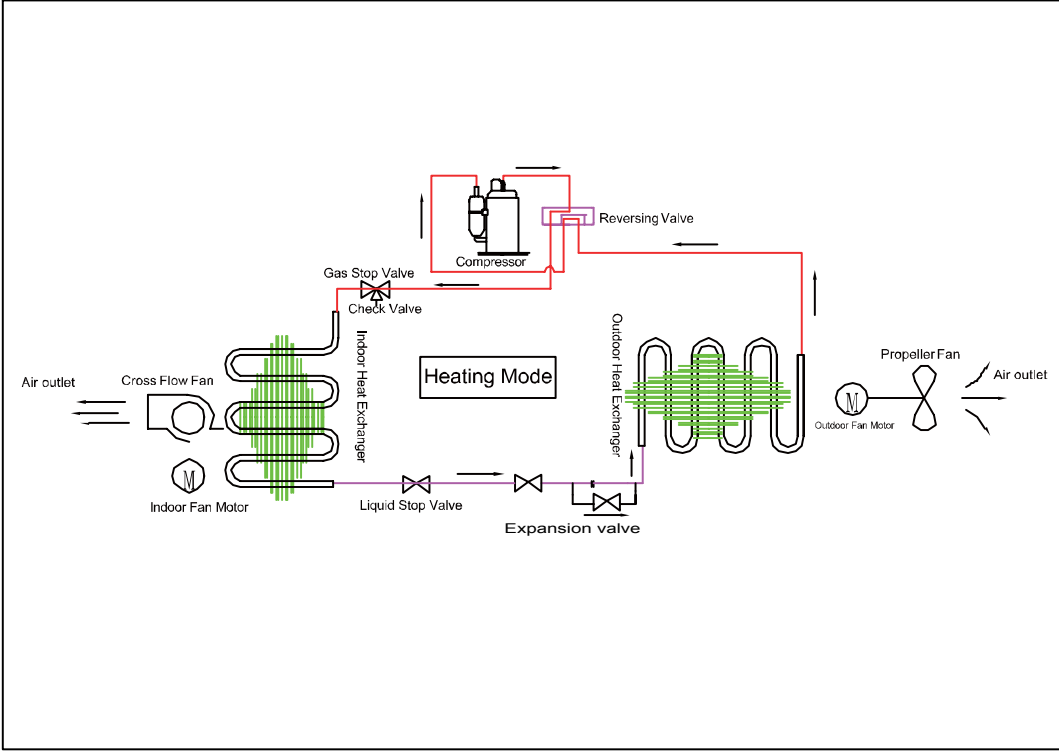 Reversing Valve
Compressor
Gas Stop Valve
Check Valve
Indoor Heat Exchanger
Outdoor Heat Exchanger
Heating Mode
Air outlet
Cross Flow Fan
M
Indoor Fan Motor
Liquid Stop Valve
Expansion valve
Propeller Fan
Air outlet
M
Outdoor Fan Motor